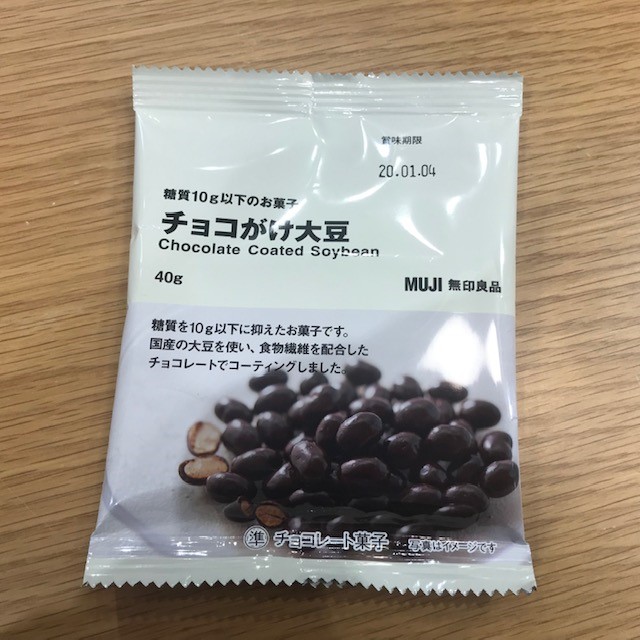 賞味期限
20.01.04
糖質10g以下のお菓子
チョコがけ大豆
Chocolate Coated Soybean
40g
MUJI 無印良品
糖質を10g以下に抑えたお菓子です。
国産の大豆を使い、食物繊維を配合した
チョコレートでコーティングしました。
準 チョコレート菓子
写真はイメージです